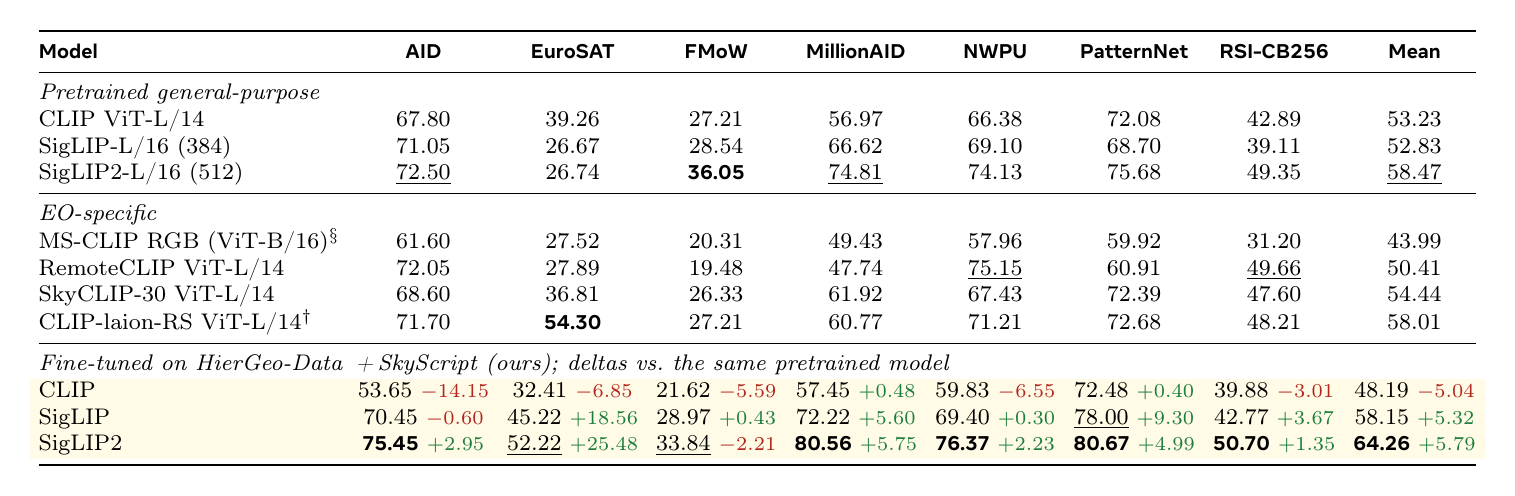 Model AID EuroSAT FMoW MillionAID NWPU PatternNet RSI-CB256 Mean
Pretrained general-purpose
CLIP ViT-L/14 67.80 39.26 27.21 56.97 66.38 72.08 42.89 53.23
SigLIP-L/16 (384) 71.05 26.67 28.54 66.62 69.10 68.70 39.11 52.83
SigLIP2-L/16 (512) 72.50 26.74 36.05 74.81 74.13 75.68 49.35 58.47
EO-specific
MS-CLIP RGB (ViT-B/16)§ 61.60 27.52 20.31 49.43 57.96 59.92 31.20 43.99
RemoteCLIP ViT-L/14 72.05 27.89 19.48 47.74 75.15 60.91 49.66 50.41
SkyCLIP-30 ViT-L/14 68.60 36.81 26.33 61.92 67.43 72.39 47.60 54.44
CLIP-laion-RS ViT-L/14† 71.70 54.30 27.21 60.77 71.21 72.68 48.21 58.01
Fine-tuned on HierGeo-Data +SkyScript (ours); deltas vs. the same pretrained model
CLIP 53.65 −14.15 32.41 −6.85 21.62 −5.59 57.45 +0.48 59.83 −6.55 72.48 +0.40 39.88 −3.01 48.19 −5.04
SigLIP 70.45 −0.60 45.22 +18.56 28.97 +0.43 72.22 +5.60 69.40 +0.30 78.00 +9.30 42.77 +3.67 58.15 +5.32
SigLIP2 75.45 +2.95 52.22 +25.48 33.84 −2.21 80.56 +5.75 76.37 +2.23 80.67 +4.99 50.70 +1.35 64.26 +5.79